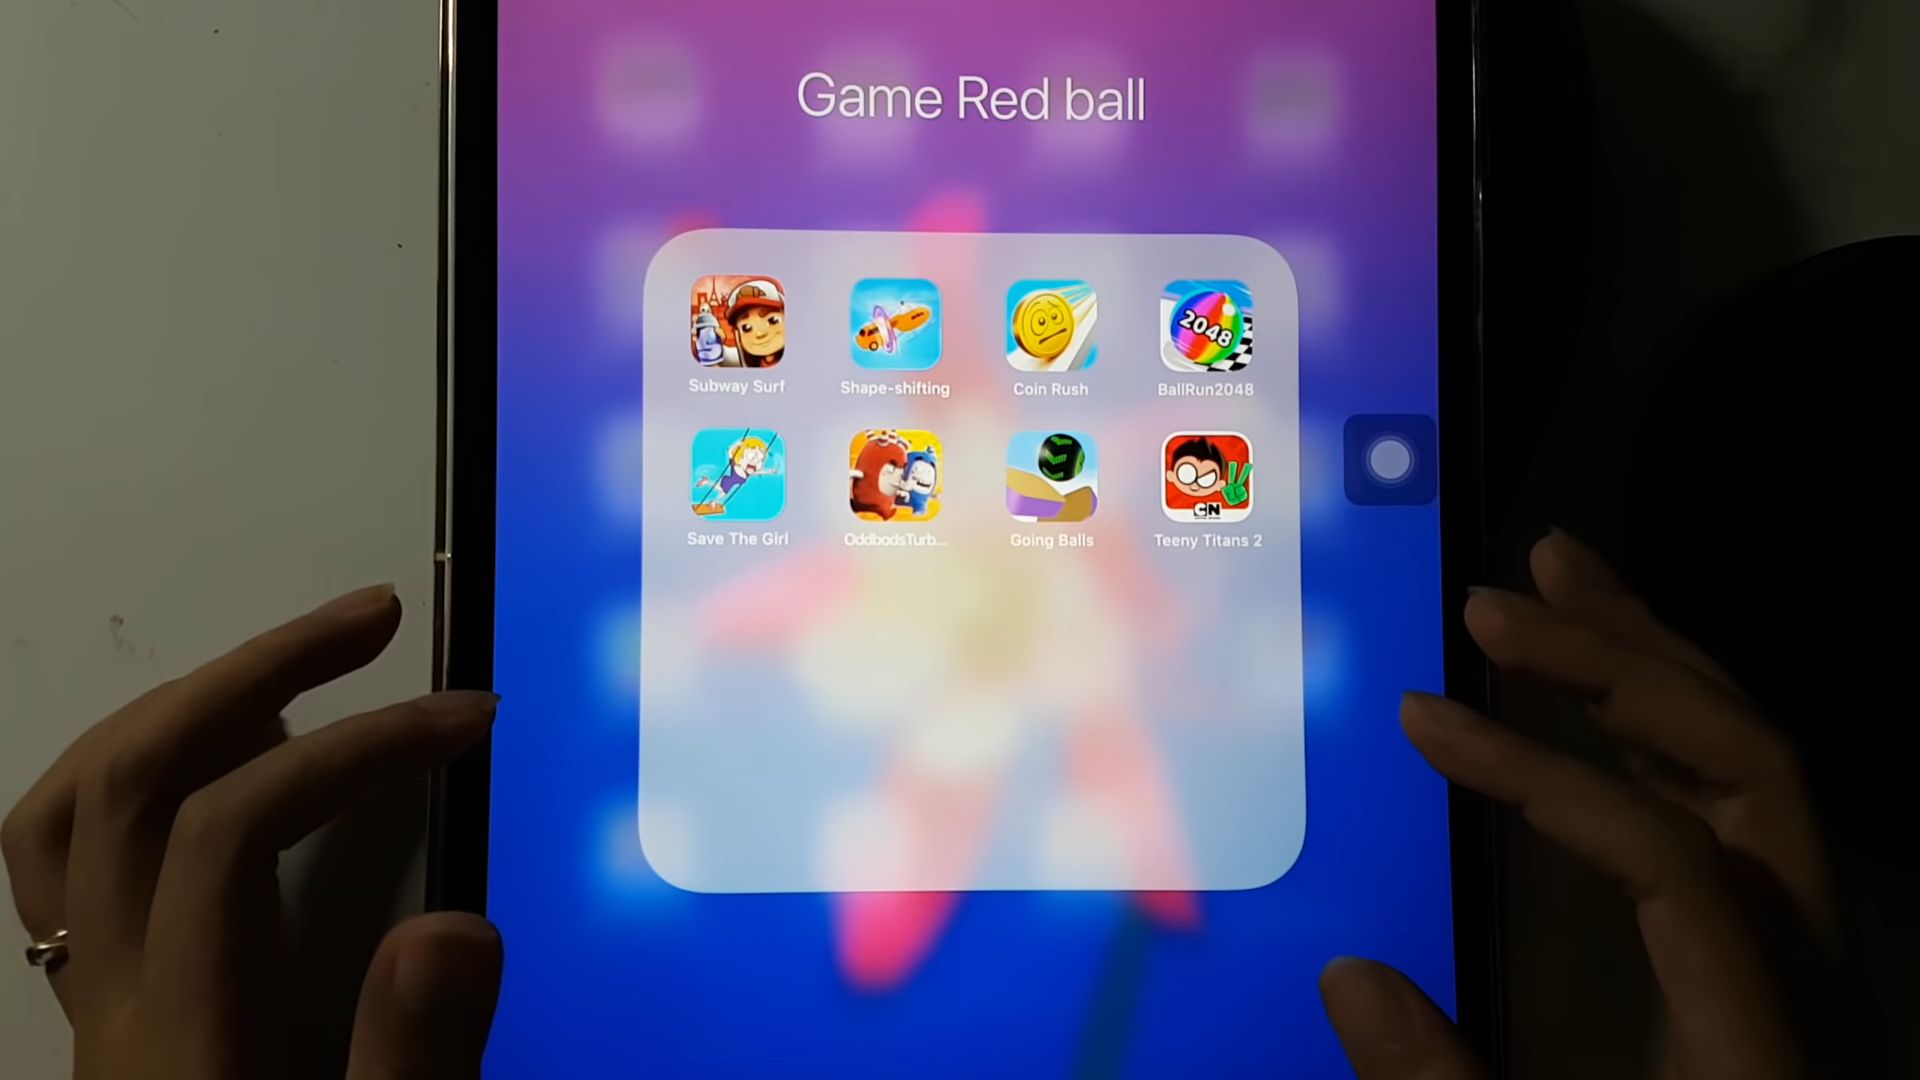 Game Red ball
Subway Surf
Shape-shifting
Coin Rush
2048
BallRun2048
CN
Save The Girl
OddbodsTurb...
Going Balls
Teeny Titans 2